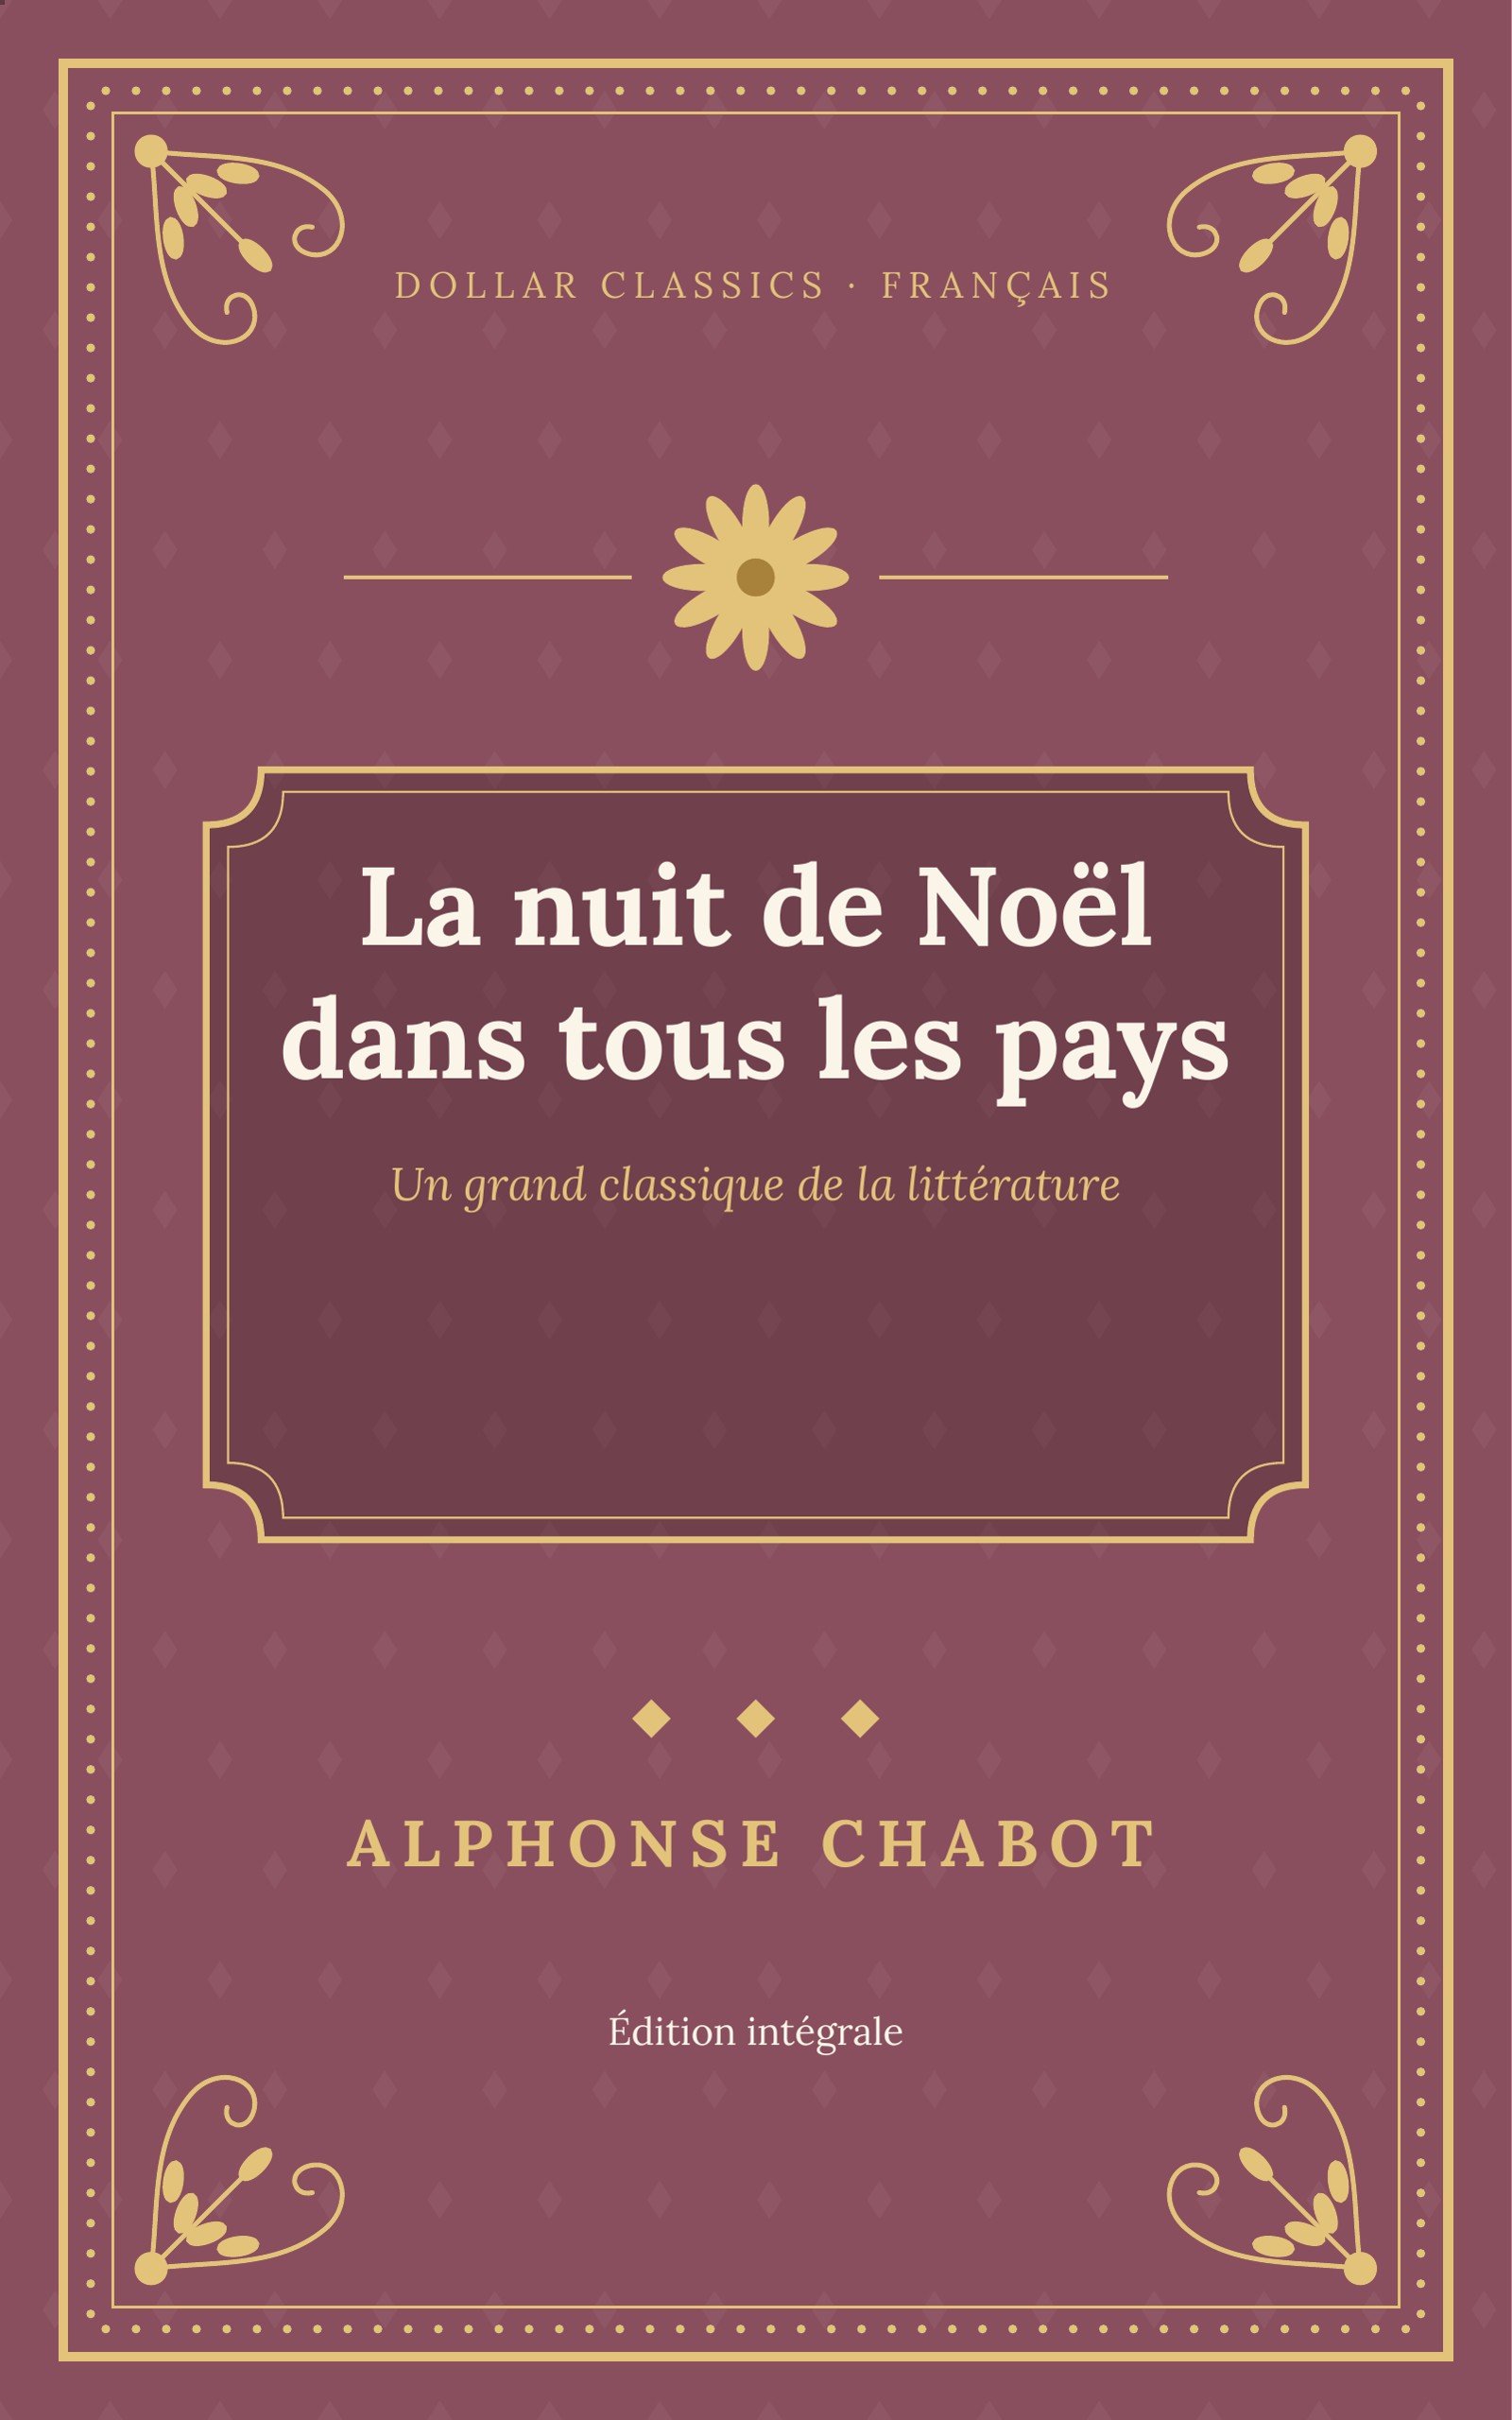 DOLLAR CLASSICS · FRANÇAIS
La nuit de Noël
dans tous les pays
Un grand classique de la littérature
ALPHONSE CHABOT
Édition intégrale